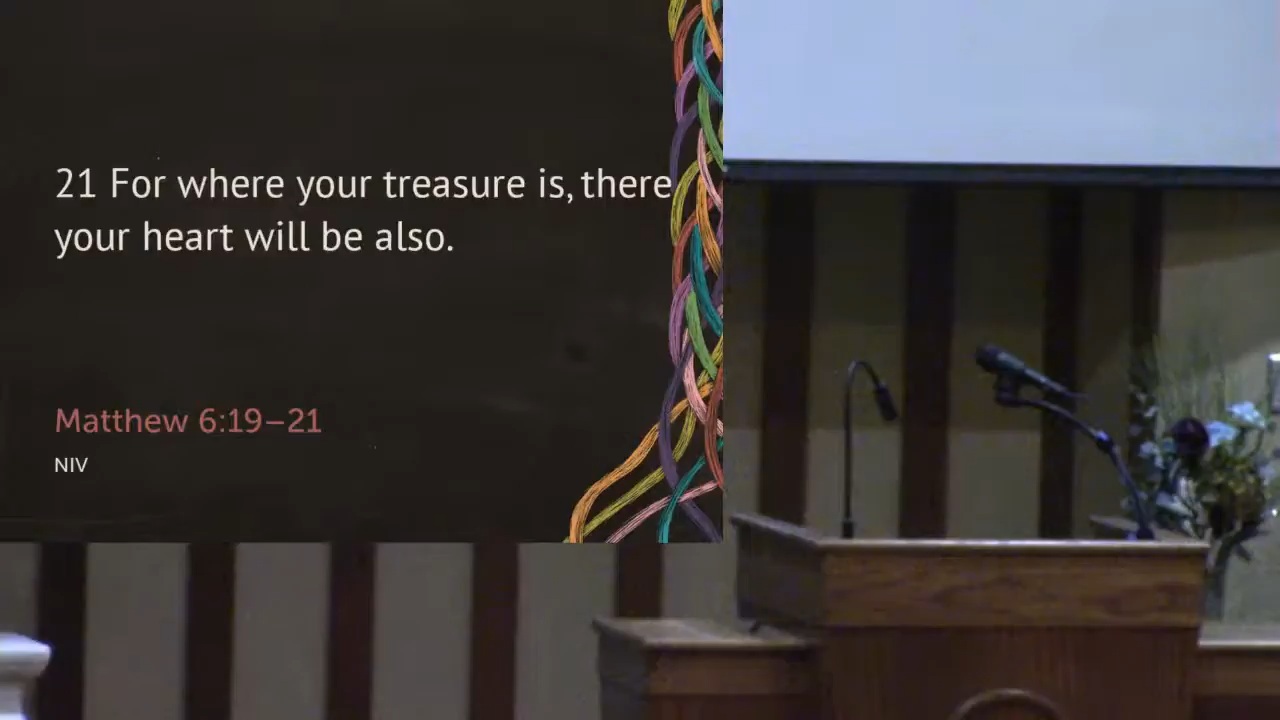 21 For where your treasure is, there
your heart will be also.
Matthew 6:19–21
NIV